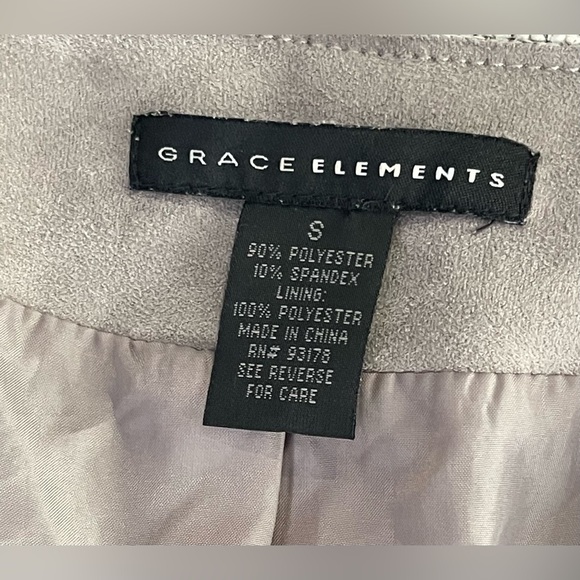 GRACE ELEMENTS
S
90% POLYESTER
10% SPANDEX
LINING:
100% POLYESTER
MADE IN CHINA
RN# 93178
SEE REVERSE
FOR CARE